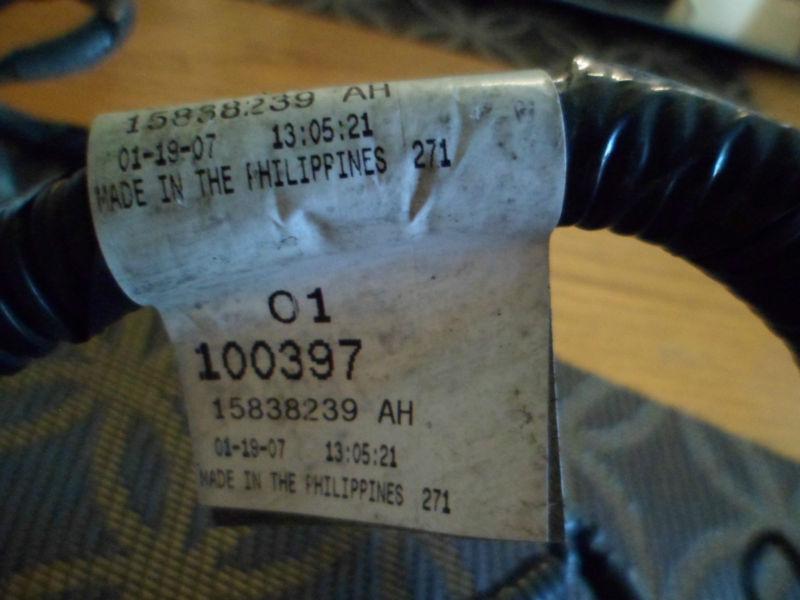 15838239 AH
01-19-07 13:05:21
MADE IN THE PHILIPPINES 271
01
100397
15838239 AH
01-19-07 13:05:21
MADE IN THE PHILIPPINES 271